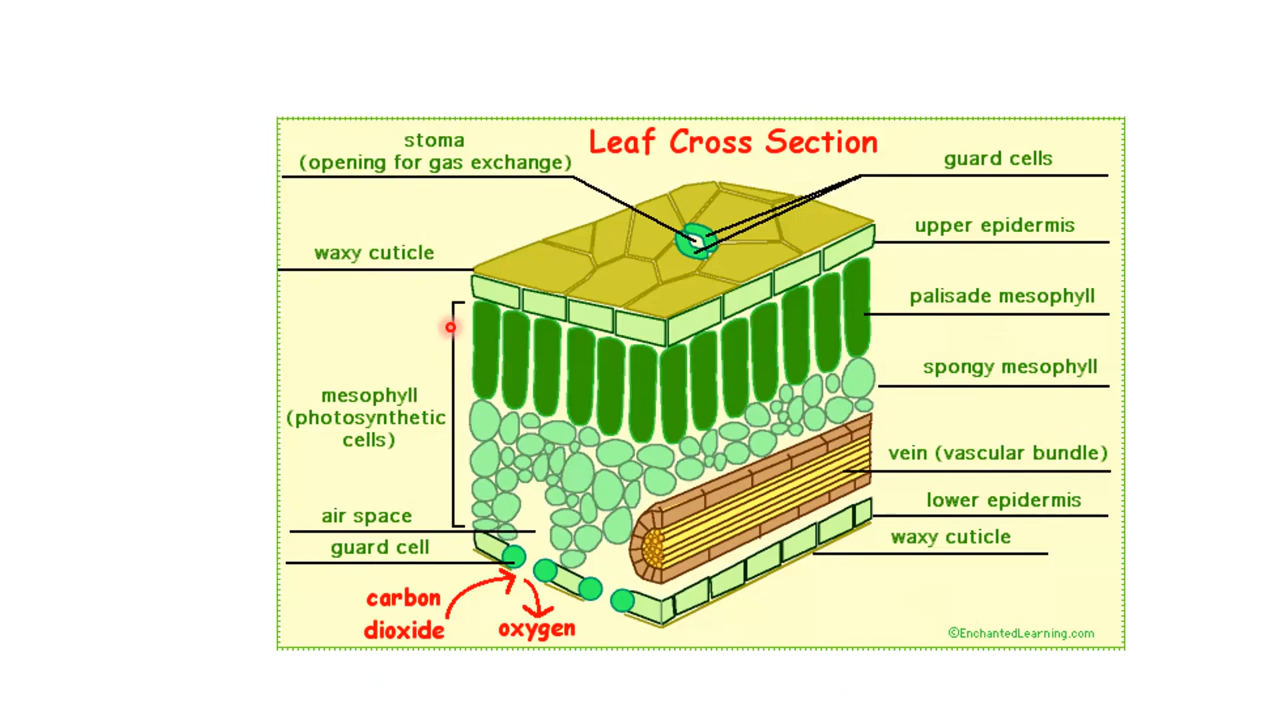 Leaf Cross Section
stoma
(opening for gas exchange)
waxy cuticle
mesophyll
(photosynthetic
cells)
air space
guard cell
carbon
dioxide
oxygen
guard cells
upper epidermis
palisade mesophyll
spongy mesophyll
vein (vascular bundle)
lower epidermis
waxy cuticle
©EnchantedLearning.com